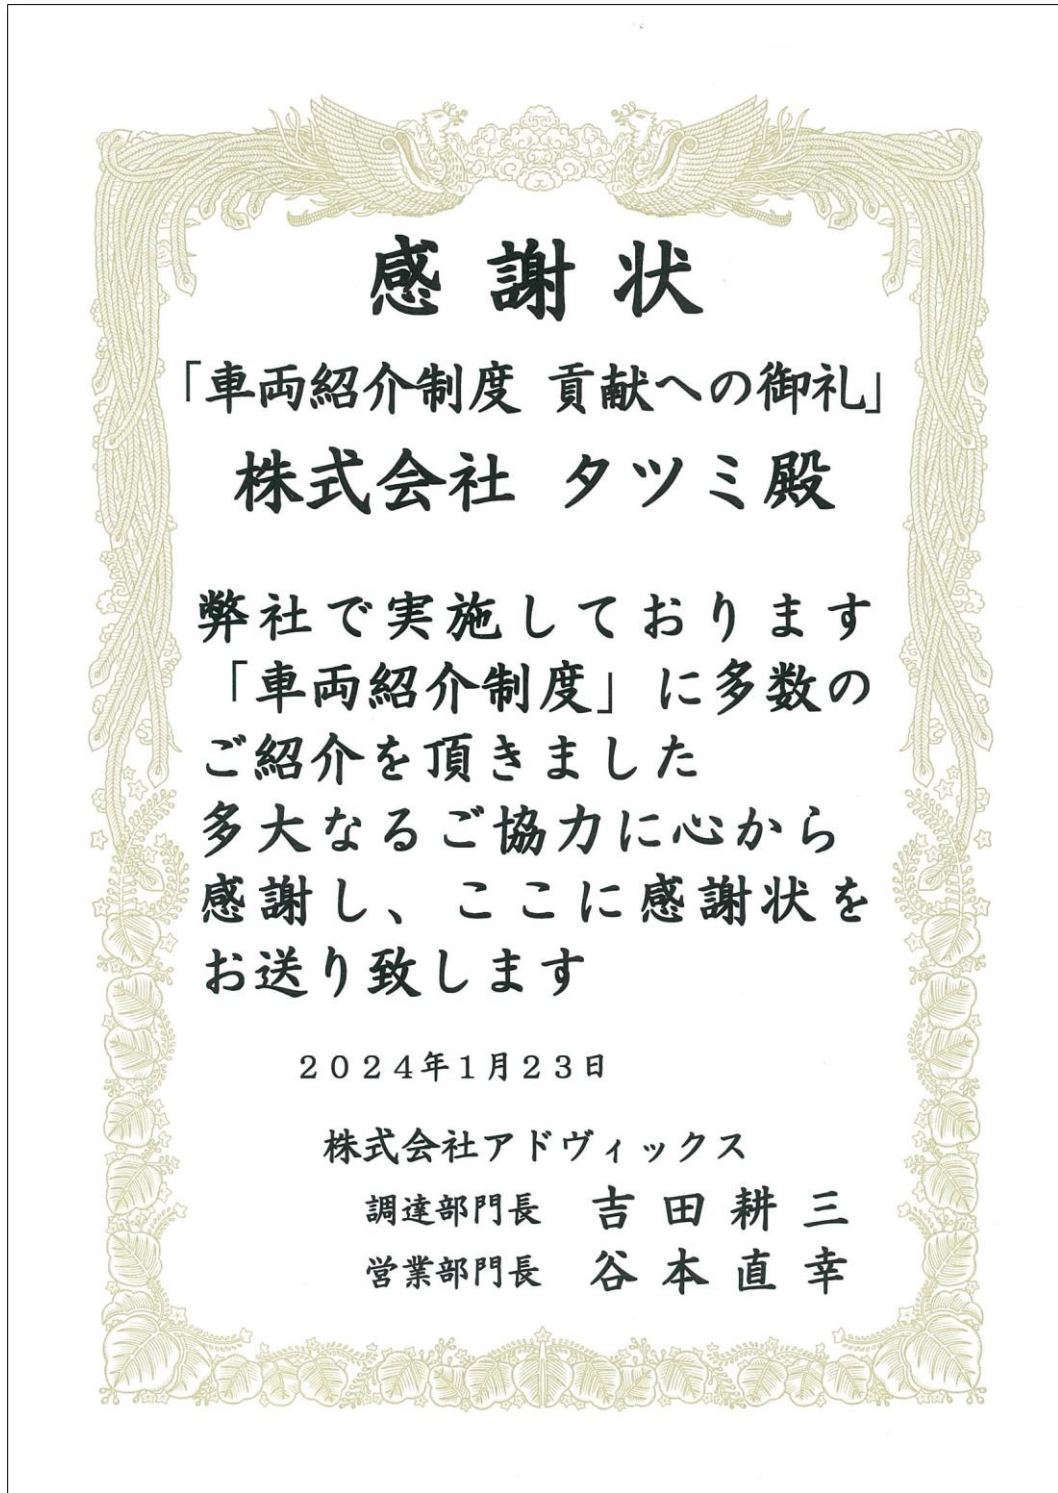 感謝状
「車両紹介制度 貢献への御礼」
株式会社 タツミ殿
弊社で実施しております
「車両紹介制度」に多数の
ご紹介を頂きました
多大なるご協力に心から
感謝し、ここに感謝状を
お送り致します
２０２４年１月２３日
株式会社アドヴィックス
調達部門長 吉田耕三
営業部門長 谷本直幸